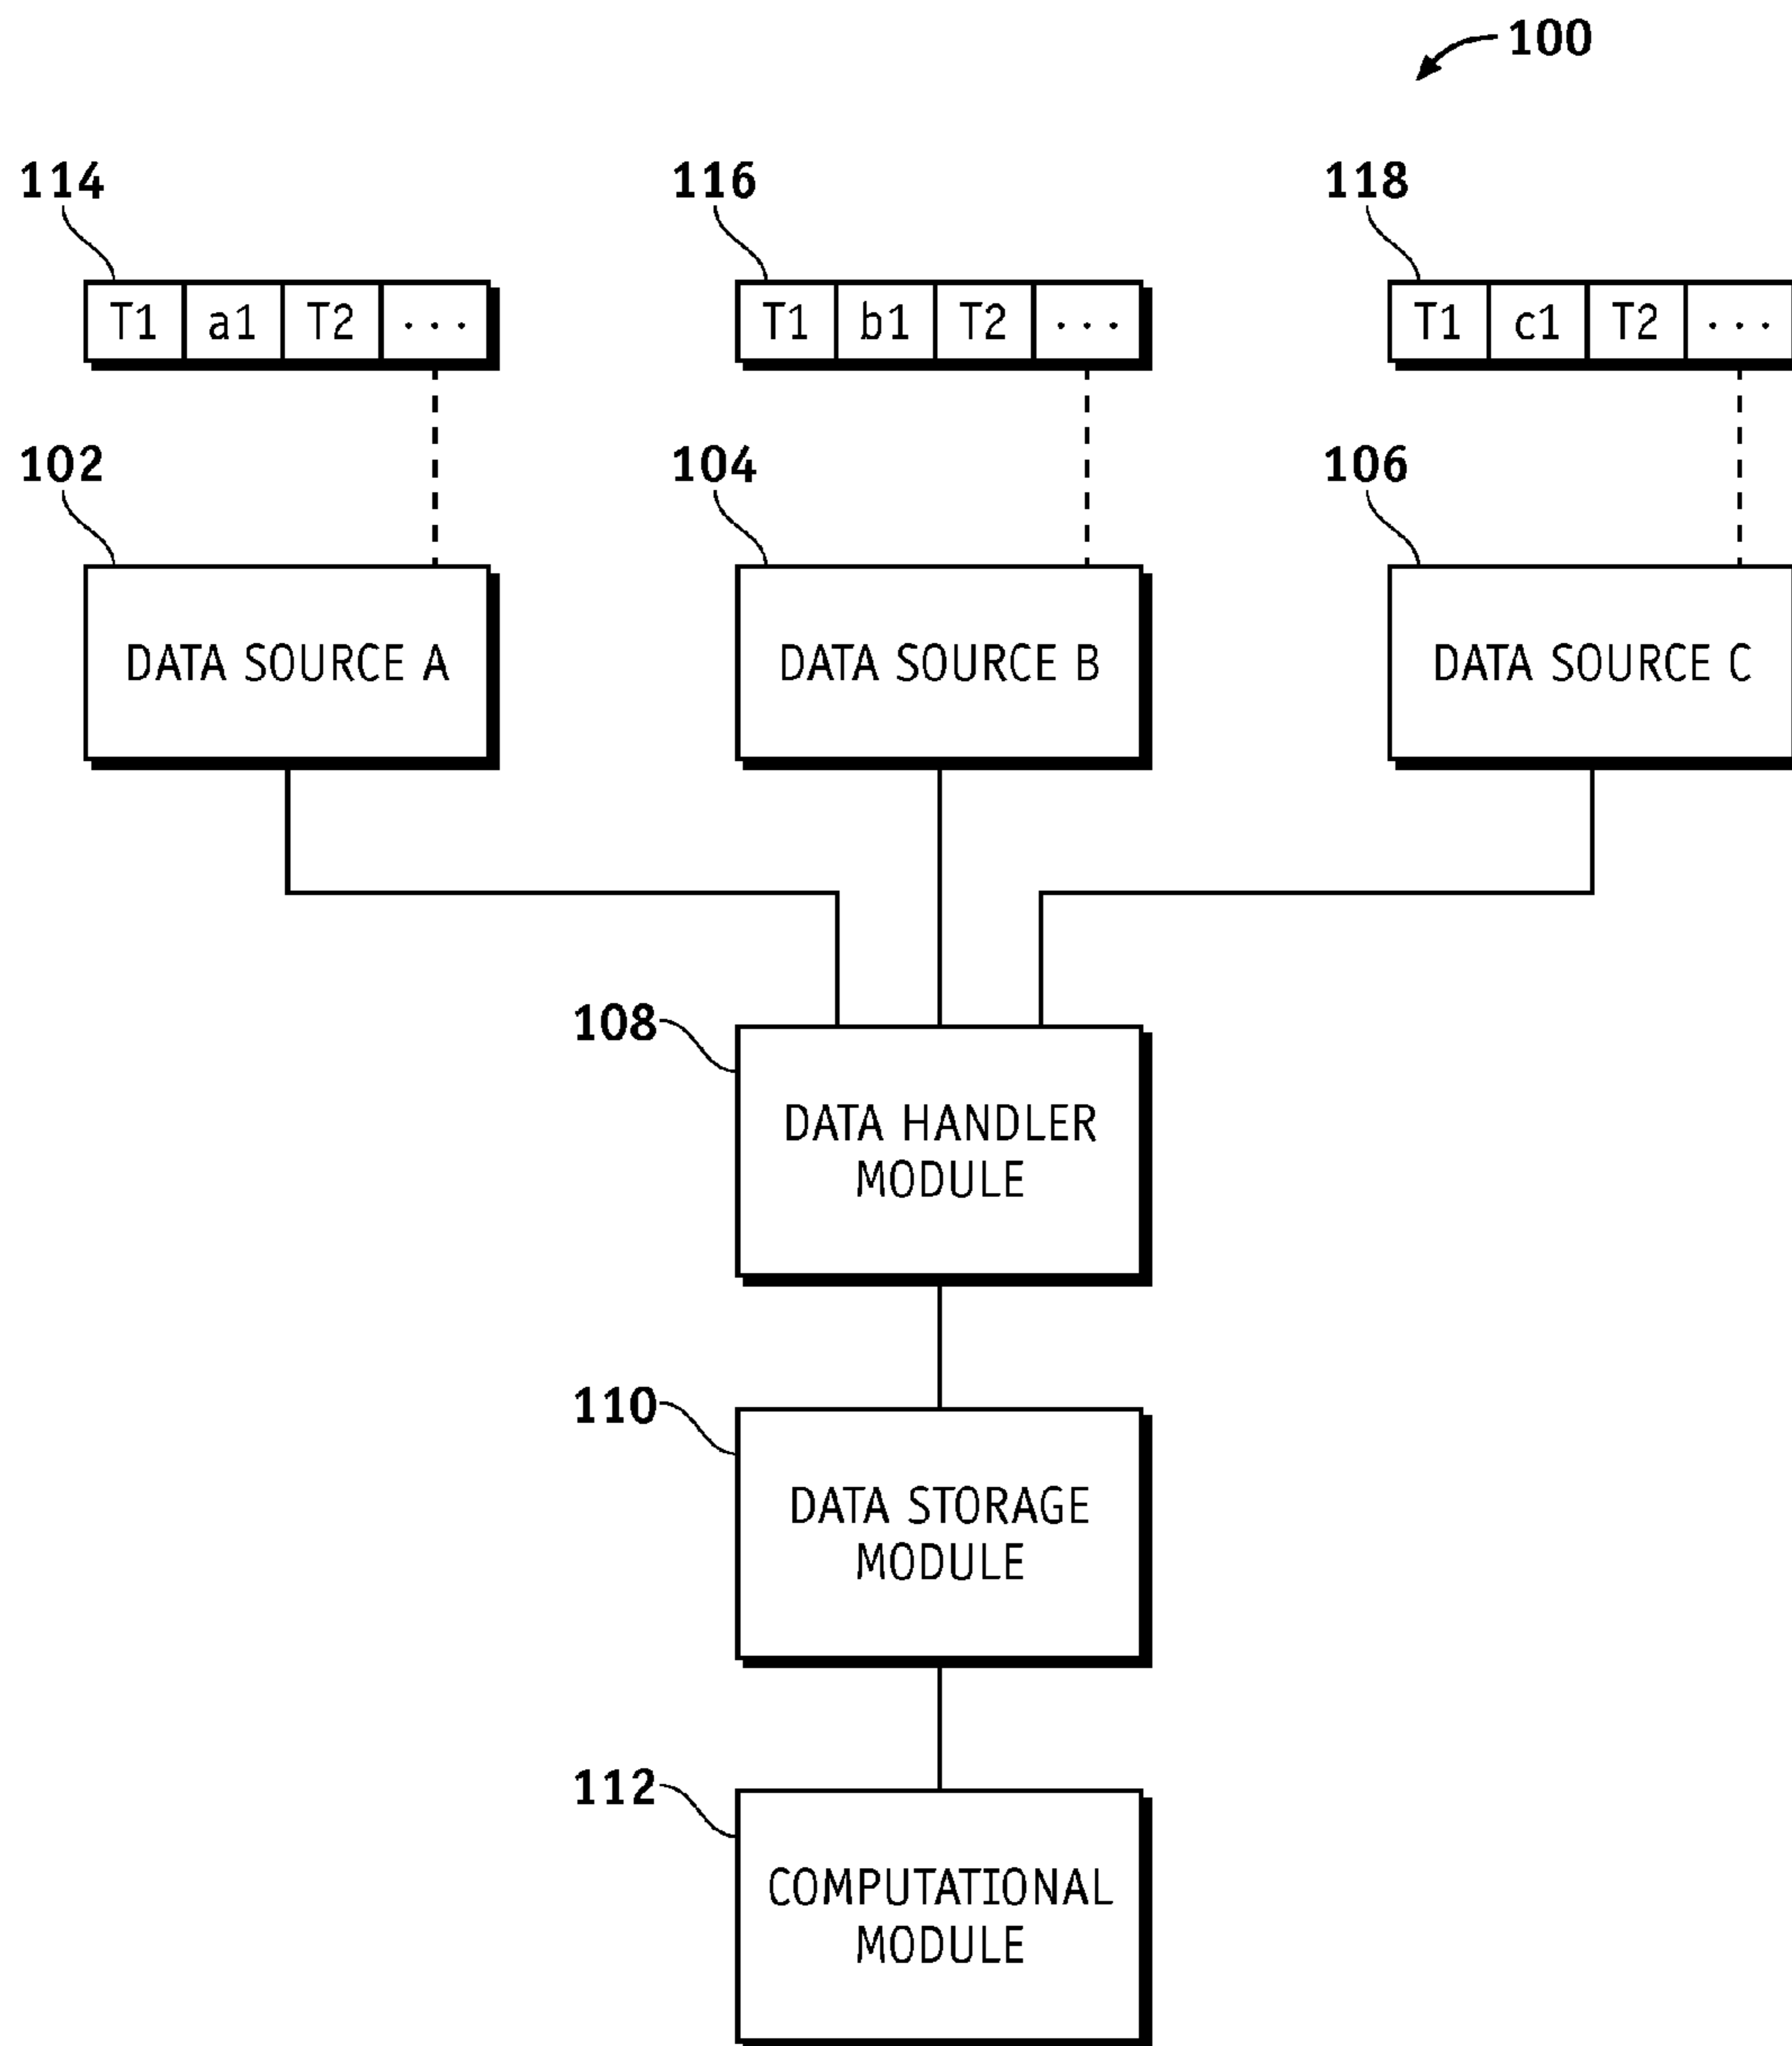 100
114 116 118
T1 a1 T2 ... T1 b1 T2 ... T1 c1 T2 ...
102 104 106
DATA SOURCE A DATA SOURCE B DATA SOURCE C
108
DATA HANDLER
MODULE
110
DATA STORAGE
MODULE
112
COMPUTATIONAL
MODULE